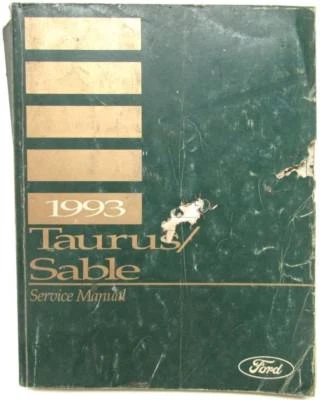 1993
Taurus/
Sable
Service Manual
Ford